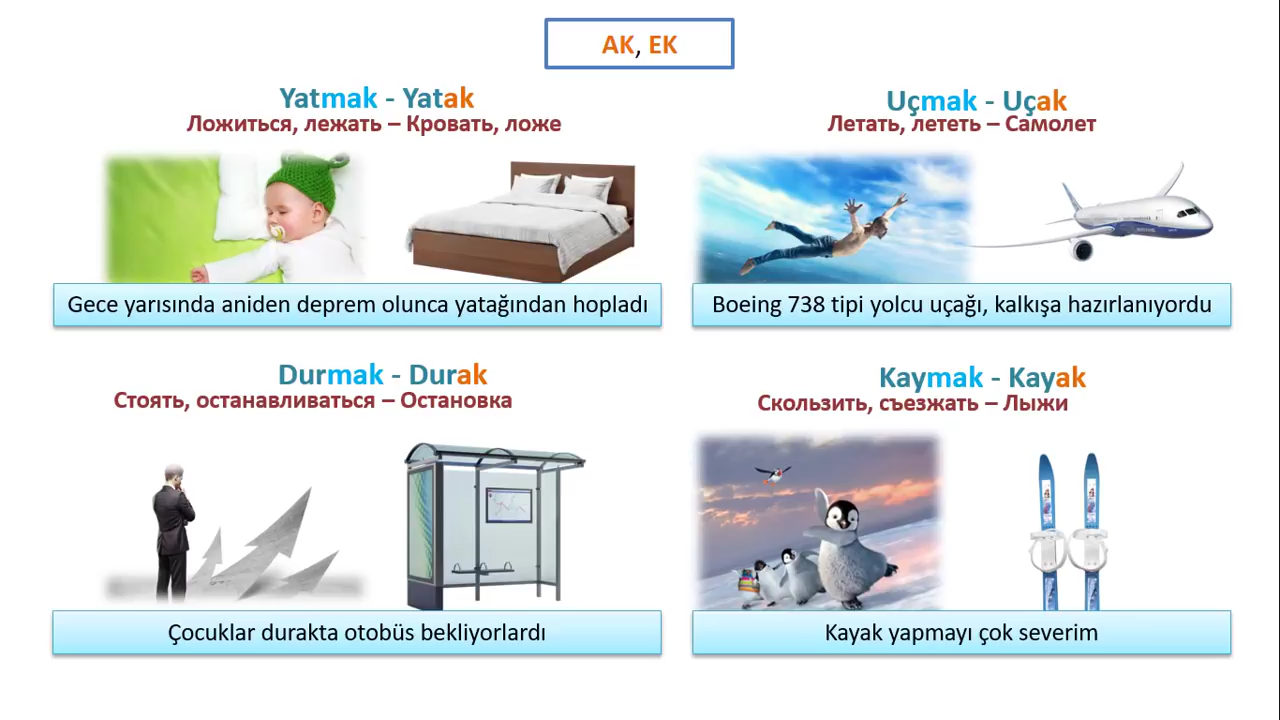 AK, EK
Yatmak - Yatak
Ложиться, лежать – Кровать, ложе
Gece yarısında aniden deprem olunca yatağından hopladı
Uçmak - Uçak
Летать, лететь – Самолет
Boeing 738 tipi yolcu uçağı, kalkışa hazırlanıyordu
Durmak - Durak
Стоять, останавливаться – Остановка
Çocuklar durakta otobüs bekliyorlardı
Kaymak - Kayak
Скользить, съезжать – Лыжи
Kayak yapmayı çok severim